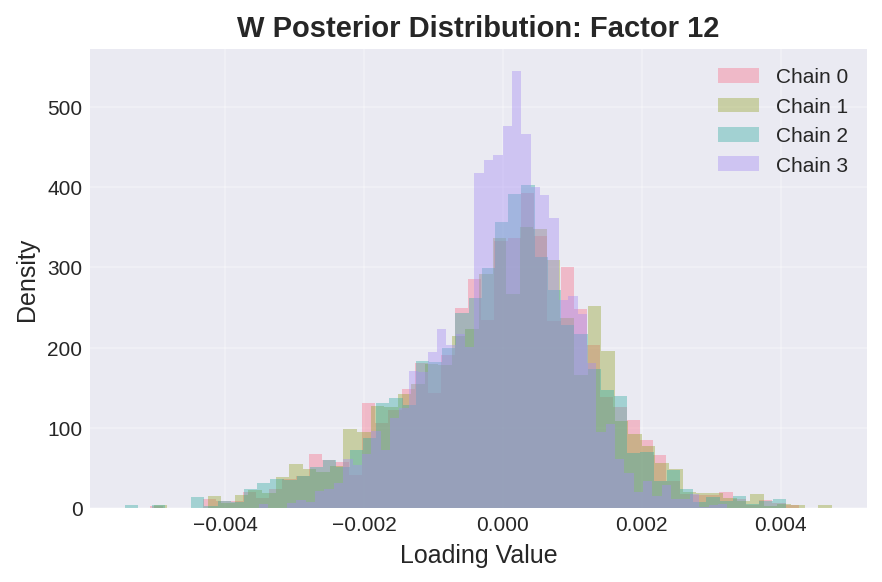 W Posterior Distribution: Factor 12
Chain 0
Chain 1
Chain 2
Chain 3
500
400
300
200
100
0
Density
−0.004
−0.002
0.000
0.002
0.004
Loading Value